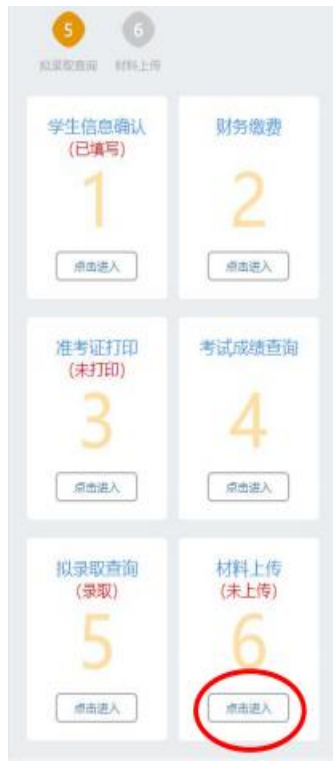 5 6
拟录取查询 材料上传
学生信息确认
(已填写)
1
点击进入
财务缴费
2
点击进入
准考证打印
(未打印)
3
点击进入
考试成绩查询
4
点击进入
拟录取查询
(录取)
5
点击进入
材料上传
(未上传)
6
点击进入